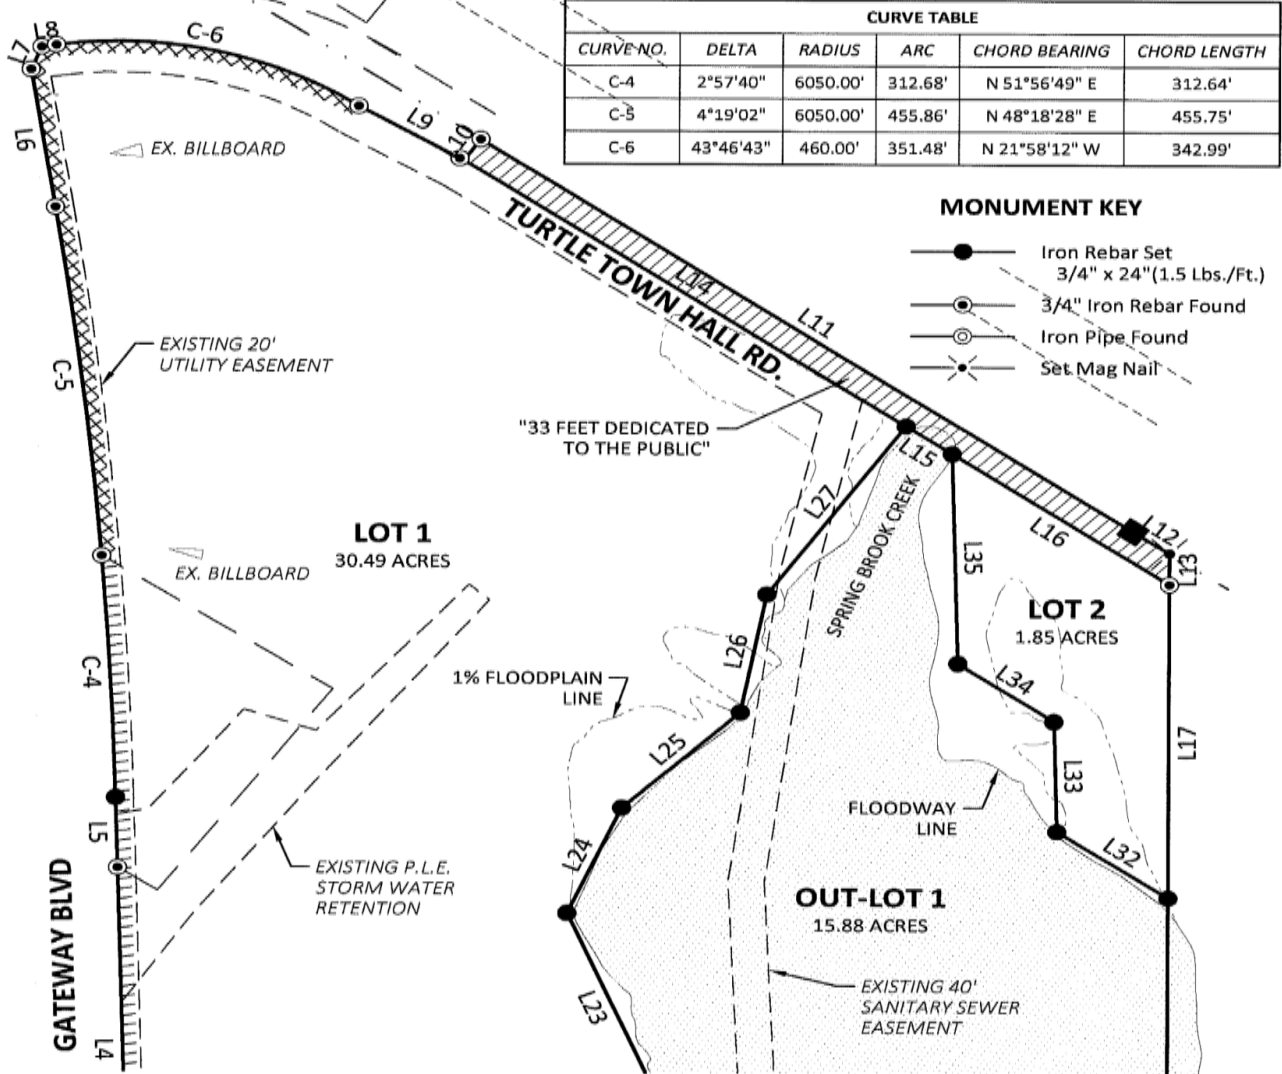 CURVE TABLE
CURVE NO. DELTA RADIUS ARC CHORD BEARING CHORD LENGTH
C-4 2°57'40" 6050.00' 312.68' N 51°56'49" E 312.64'
C-5 4°19'02" 6050.00' 455.86' N 48°18'28" E 455.75'
C-6 43°46'43" 460.00' 351.48' N 21°58'12" W 342.99'
MONUMENT KEY
Iron Rebar Set
3/4" x 24"(1.5 Lbs./Ft.)
3/4" Iron Rebar Found
Iron Pipe Found
Set Mag Nail
L8
L7
C-6
L9
10
L6
EX. BILLBOARD
TURTLE TOWN HALL RD.
L14
L11
EXISTING 20'
UTILITY EASEMENT
C-5
"33 FEET DEDICATED
TO THE PUBLIC"
L15
L12
L13
L16
L27
SPRING BROOK CREEK
L35
LOT 1
30.49 ACRES
EX. BILLBOARD
LOT 2
1.85 ACRES
L26
L34
C-4
1% FLOODPLAIN
LINE
L25
L33
L17
FLOODWAY
LINE
L5
L24
L32
EXISTING P.L.E.
STORM WATER
RETENTION
OUT-LOT 1
15.88 ACRES
GATEWAY BLVD
L23
EXISTING 40'
SANITARY SEWER
EASEMENT
L4